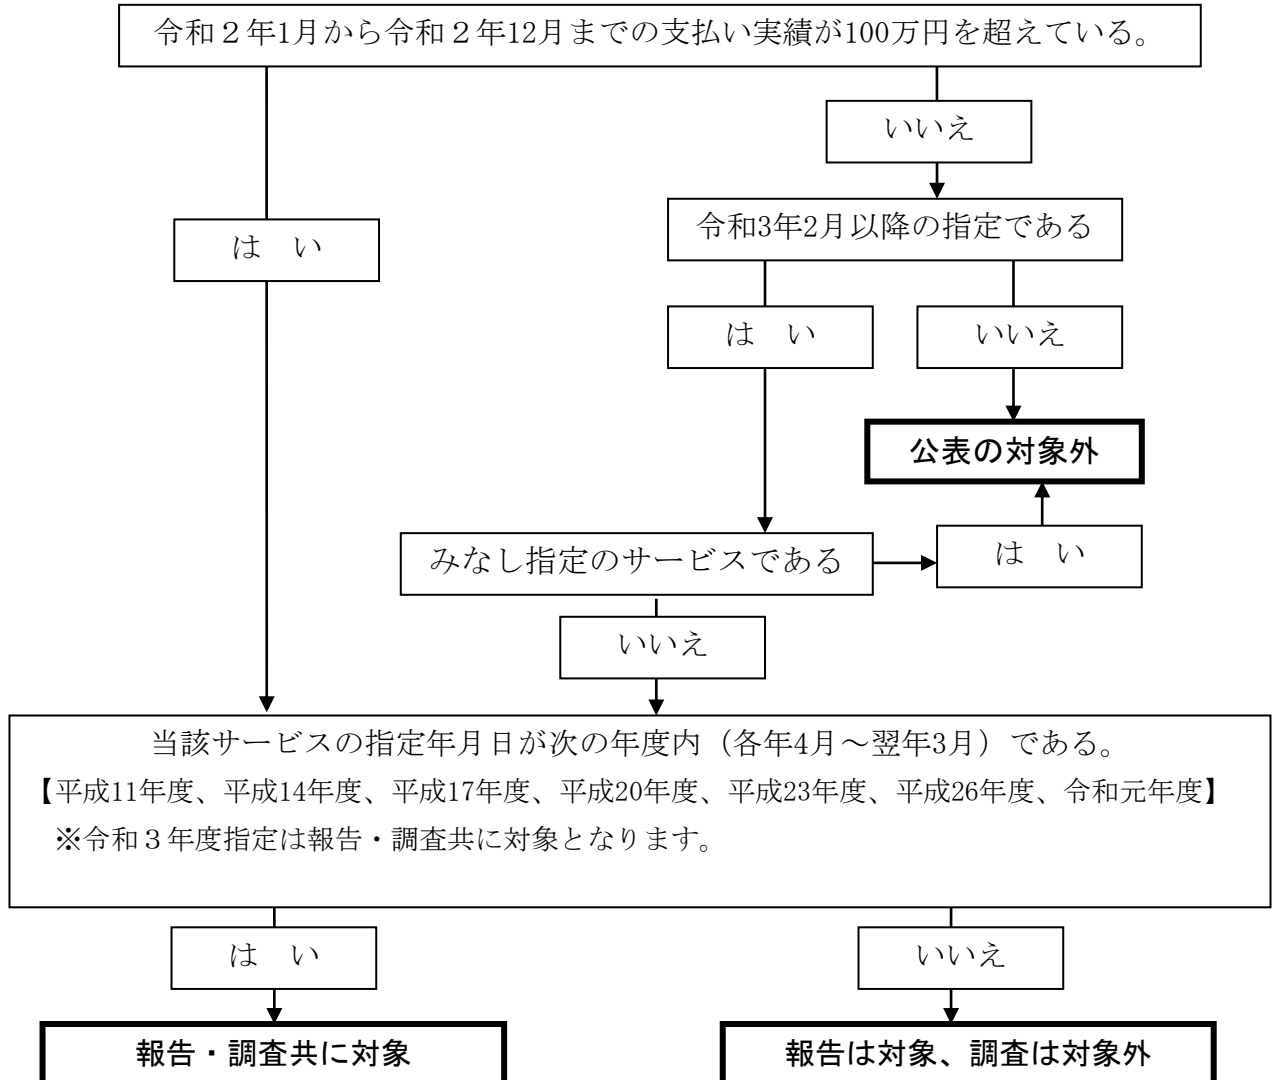 令和２年1月から令和２年12月までの支払い実績が100万円を超えている。
いいえ
令和3年2月以降の指定である
は　い
は　い
いいえ
公表の対象外
みなし指定のサービスである
は　い
いいえ
当該サービスの指定年月日が次の年度内（各年4月～翌年3月）である。
【平成11年度、平成14年度、平成17年度、平成20年度、平成23年度、平成26年度、令和元年度】
※令和３年度指定は報告・調査共に対象となります。
は　い
いいえ
報告・調査共に対象
報告は対象、調査は対象外